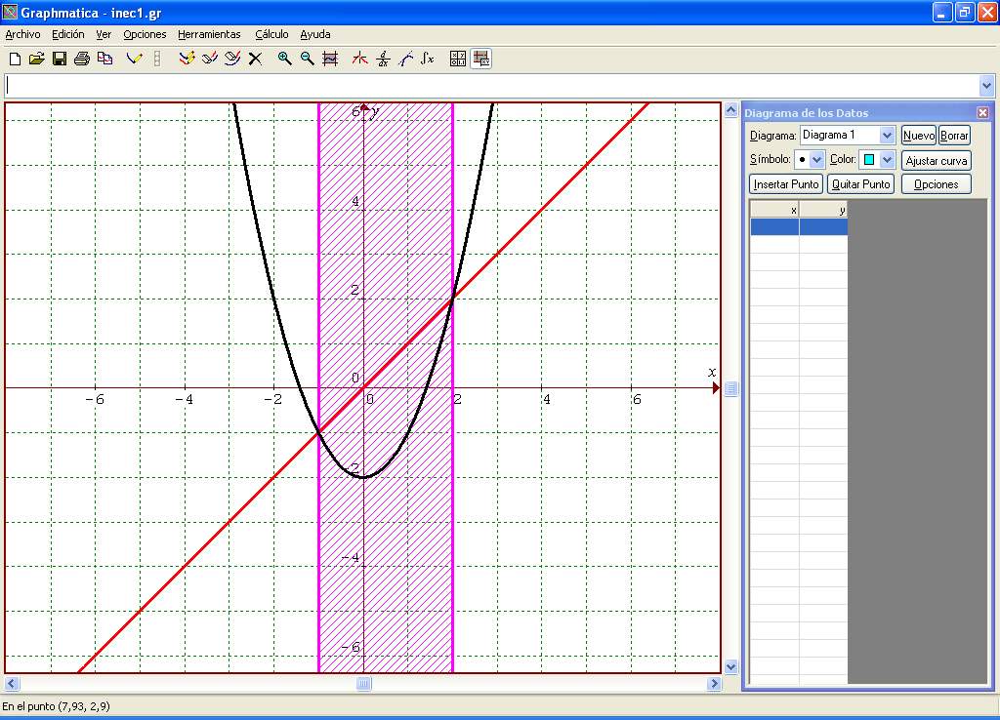 Graphmatica - inec1.gr
Archivo Edición Ver Opciones Herramientas Cálculo Ayuda
Diagrama de los Datos
Diagrama: Diagrama 1 Nuevo Borrar
Símbolo: Color: Ajustar curva
Insertar Punto Quitar Punto Opciones
x y
6 y
4
2
0
x
-6 -4 -2 0 2 4 6
-2
-4
-6
En el punto (7,93, 2,9)